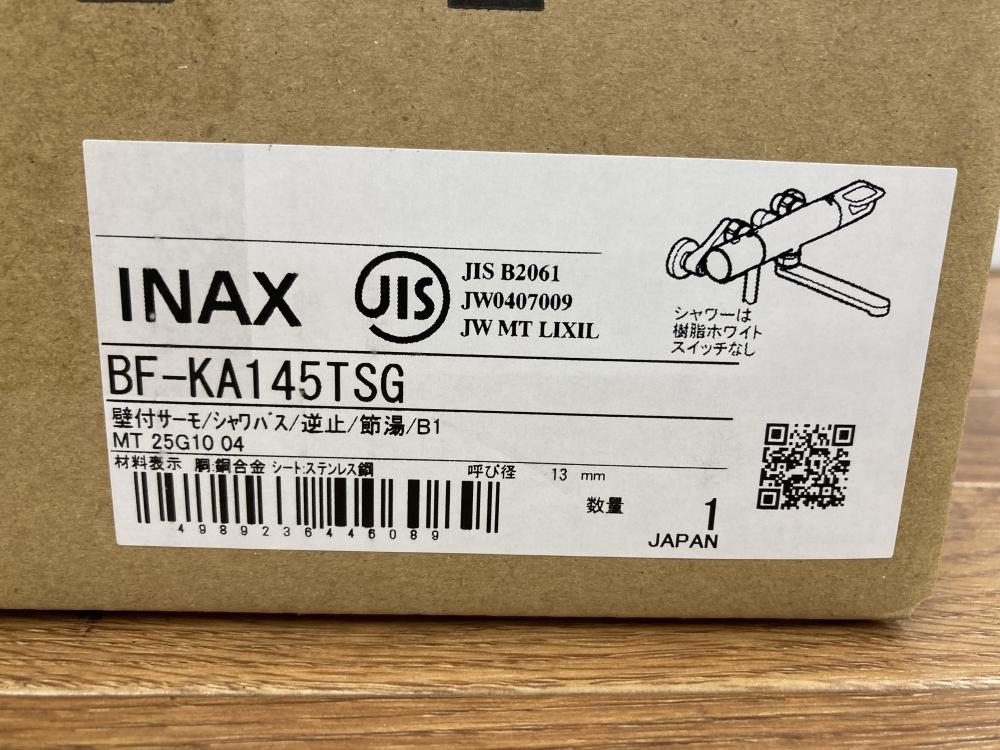 INAX
JIS
JIS B2061
JW0407009
JW MT LIXIL
シャワーは
樹脂ホワイト
スイッチなし
BF-KA145TSG
壁付サーモ/シャワバス/逆止/節湯/B1
MT 25G10 04
材料表示 胴:銅合金 シート:ステンレス鋼 呼び径 13 mm
4989236446089
数量 1
JAPAN